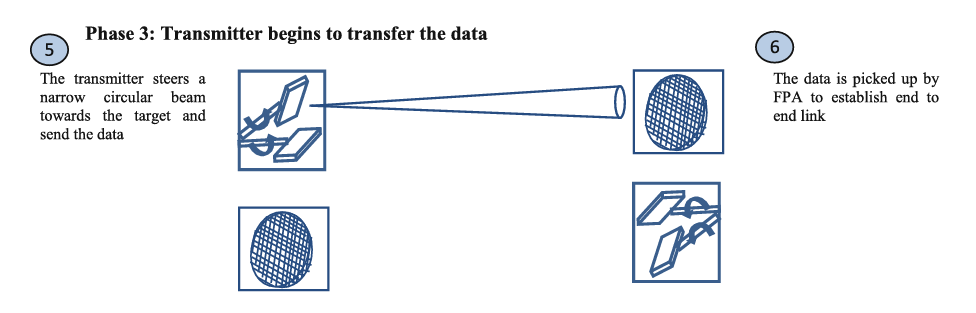 Phase 3: Transmitter begins to transfer the data
5
The transmitter steers a
narrow circular beam
towards the target and
send the data
6
The data is picked up by
FPA to establish end to
end link